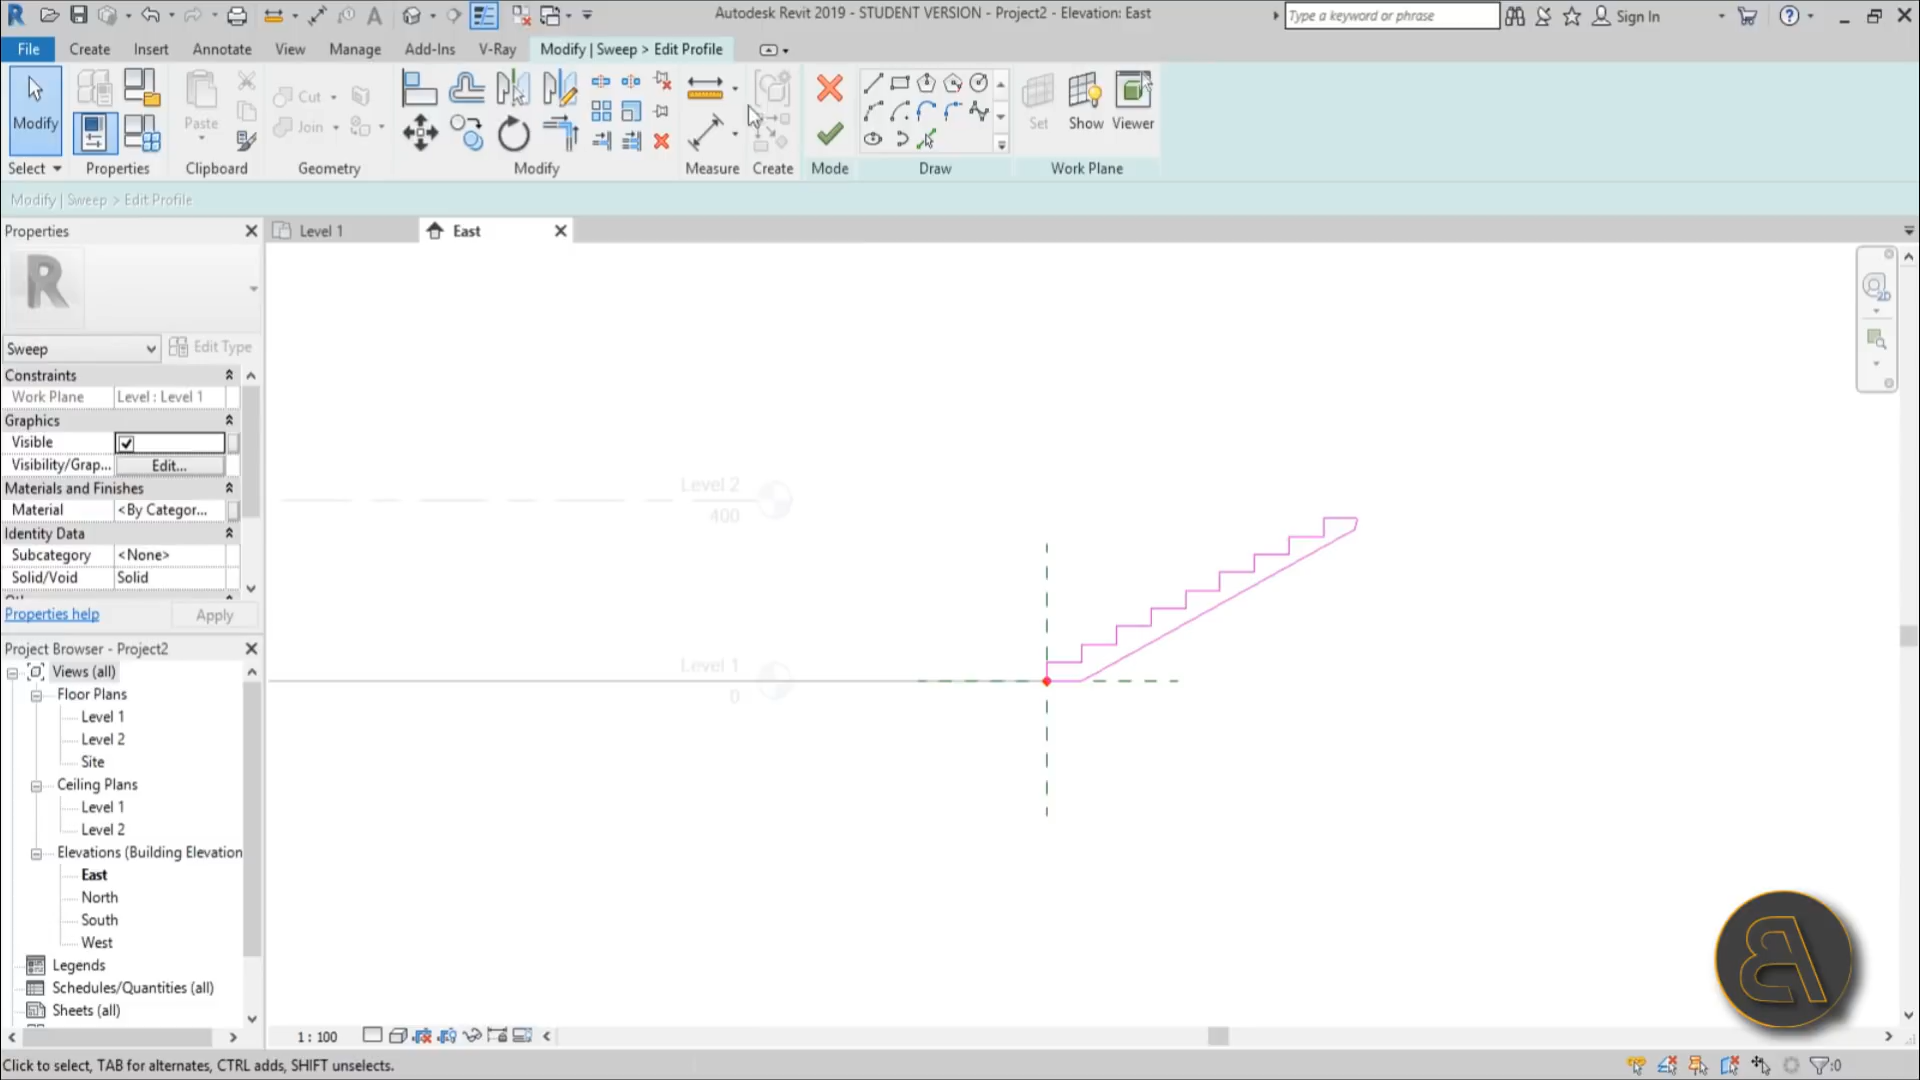 Autodesk Revit 2019 - STUDENT VERSION - Project2 - Elevation: East
Type a keyword or phrase
Sign In
File
Create
Insert
Annotate
View
Manage
Add-Ins
V-Ray
Modify | Sweep > Edit Profile
Modify
Paste
Cut
Join
Set
Show
Viewer
Select
Properties
Clipboard
Geometry
Modify
Measure
Create
Mode
Draw
Work Plane
Modify | Sweep > Edit Profile
Properties
Level 1
East
R
Sweep
Edit Type
Constraints
Work Plane
Level : Level 1
Graphics
Visible
Visibility/Grap...
Edit...
Materials and Finishes
Material
<By Categor...
Identity Data
Subcategory
<None>
Solid/Void
Solid
Properties help
Apply
2D
Level 2
400
Level 1
0
Project Browser - Project2
Views (all)
Floor Plans
Level 1
Level 2
Site
Ceiling Plans
Level 1
Level 2
Elevations (Building Elevation
East
North
South
West
Legends
Schedules/Quantities (all)
Sheets (all)
1 : 100
Click to select, TAB for alternates, CTRL adds, SHIFT unselects.
:0